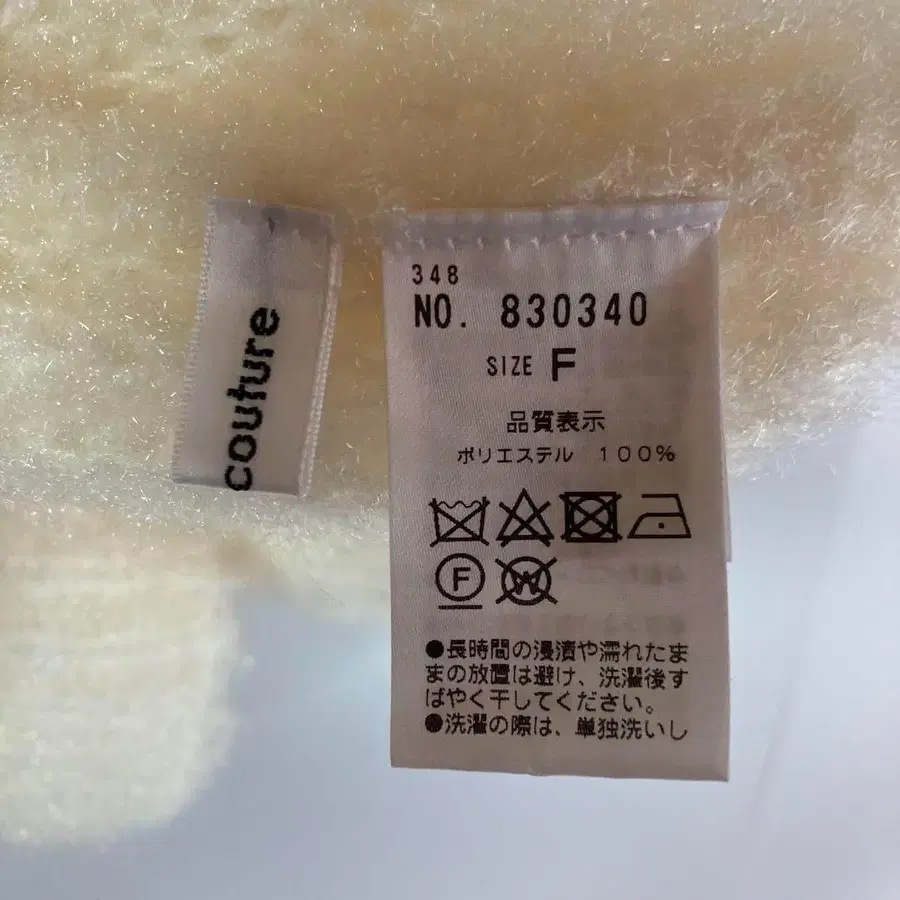 couture
348
NO. 830340
SIZE F
品質表示
ポリエステル 100%
F
W
●長時間の浸漬や濡れたま
まの放置は避け、洗濯後す
ばやく干してください。
●洗濯の際は、単独洗いし